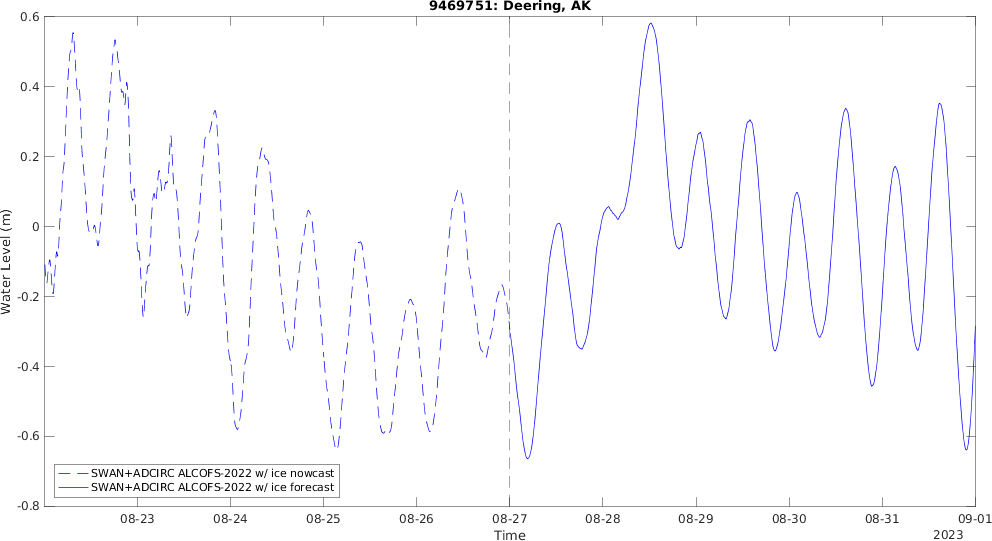 9469751: Deering, AK
0.6
0.4
0.2
0
-0.2
-0.4
-0.6
-0.8
Water Level (m)
SWAN+ADCIRC ALCOFS-2022 w/ ice nowcast
SWAN+ADCIRC ALCOFS-2022 w/ ice forecast
08-23 08-24 08-25 08-26 08-27 08-28 08-29 08-30 08-31 09-01
Time
2023